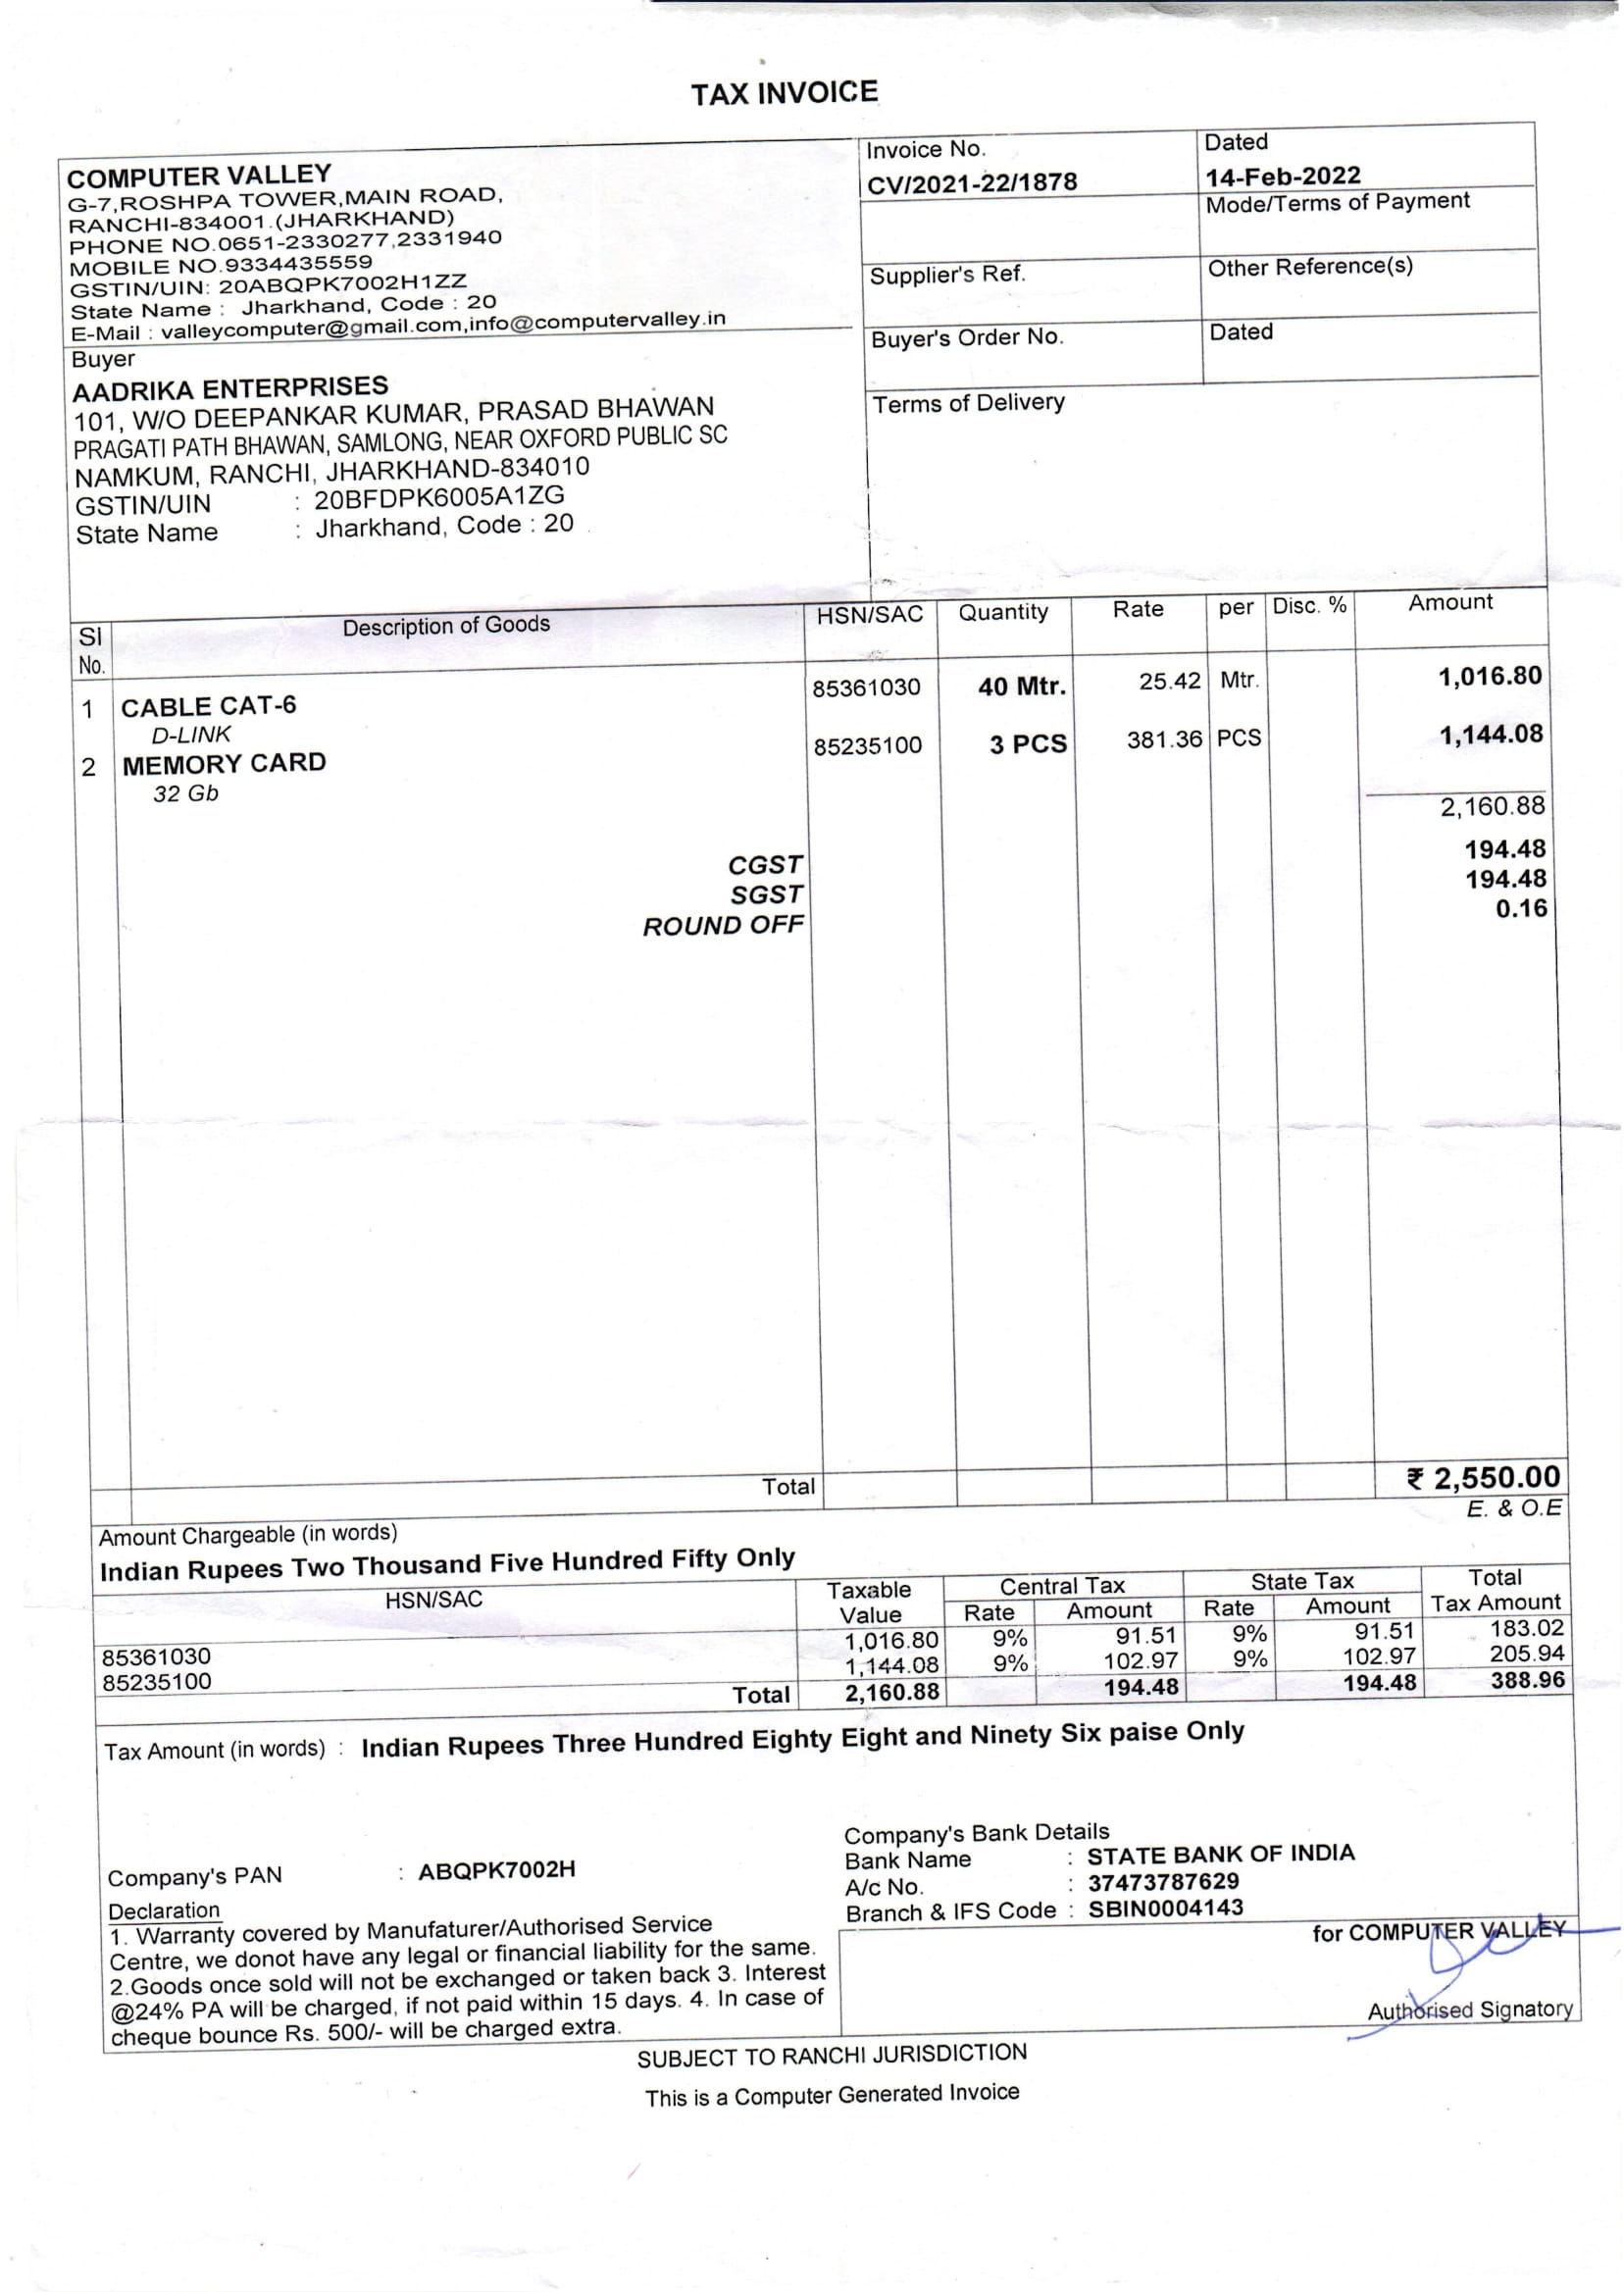 TAX INVOICE
COMPUTER VALLEY
G-7,ROSHPA TOWER,MAIN ROAD,
RANCHI-834001.(JHARKHAND)
PHONE NO.0651-2330277,2331940
MOBILE NO.9334435559
GSTIN/UIN: 20ABQPK7002H1ZZ
State Name : Jharkhand, Code : 20
E-Mail : valleycomputer@gmail.com,info@computervalley.in
Invoice No.
CV/2021-22/1878
Dated
14-Feb-2022
Mode/Terms of Payment
Supplier's Ref.
Other Reference(s)
Buyer
AADRIKA ENTERPRISES
101, W/O DEEPANKAR KUMAR, PRASAD BHAWAN
PRAGATI PATH BHAWAN, SAMLONG, NEAR OXFORD PUBLIC SC
NAMKUM, RANCHI, JHARKHAND-834010
GSTIN/UIN : 20BFDPK6005A1ZG
State Name : Jharkhand, Code : 20
Buyer's Order No.
Dated
Terms of Delivery
SI No. Description of Goods HSN/SAC Quantity Rate per Disc. % Amount
1 CABLE CAT-6 85361030 40 Mtr. 25.42 Mtr. 1,016.80
D-LINK
2 MEMORY CARD 85235100 3 PCS 381.36 PCS 1,144.08
32 Gb
2,160.88
CGST 194.48
SGST 194.48
ROUND OFF 0.16
Total ₹ 2,550.00
E. & O.E
Amount Chargeable (in words)
Indian Rupees Two Thousand Five Hundred Fifty Only
HSN/SAC Taxable Value Central Tax State Tax Total Tax Amount
Rate Amount Rate Amount
85361030 1,016.80 9% 91.51 9% 91.51 183.02
85235100 1,144.08 9% 102.97 9% 102.97 205.94
Total 2,160.88 194.48 194.48 388.96
Tax Amount (in words) : Indian Rupees Three Hundred Eighty Eight and Ninety Six paise Only
Company's PAN : ABQPK7002H
Company's Bank Details
Bank Name : STATE BANK OF INDIA
A/c No. : 37473787629
Branch & IFS Code : SBIN0004143
Declaration
1. Warranty covered by Manufaturer/Authorised Service
Centre, we donot have any legal or financial liability for the same.
2.Goods once sold will not be exchanged or taken back 3. Interest
@24% PA will be charged, if not paid within 15 days. 4. In case of
cheque bounce Rs. 500/- will be charged extra.
for COMPUTER VALLEY
Authorised Signatory
SUBJECT TO RANCHI JURISDICTION
This is a Computer Generated Invoice